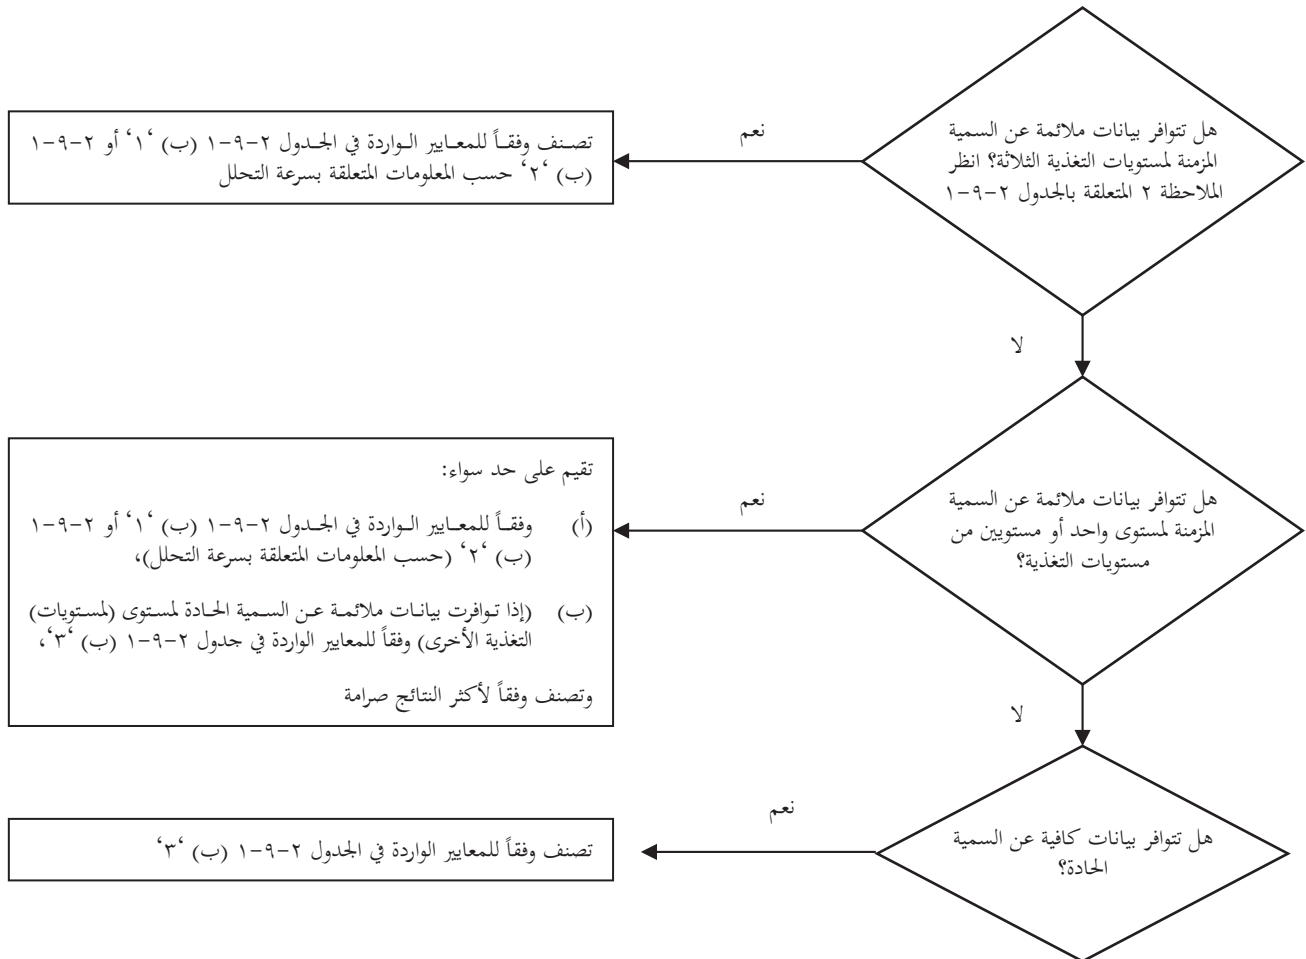 هل تتوافر بيانات ملائمة عن السمية
المزمنة لمستويات التغذية الثلاثة؟ انظر
الملاحظة ٢ المتعلقة بالجدول ٢-٩-١
نعم
تصنف وفقاً للمعايير الواردة في الجدول ٢-٩-١ (ب) ‘١‘ أو ٢-٩-١
(ب) ‘٢‘ حسب المعلومات المتعلقة بسرعة التحلل
لا
هل تتوافر بيانات ملائمة عن السمية
المزمنة لمستوى واحد أو مستويين من
مستويات التغذية؟
نعم
تقيم على حد سواء:
(أ) وفقاً للمعايير الواردة في الجدول ٢-٩-١ (ب) ‘١‘ أو ٢-٩-١
(ب) ‘٢‘ (حسب المعلومات المتعلقة بسرعة التحلل)،
(ب) (إذا توافرت بيانات ملائمة عن السمية الحادة لمستوى (لمستويات)
التغذية الأخرى) وفقاً للمعايير الواردة في جدول ٢-٩-١ (ب) ‘٣‘،
وتصنف وفقاً لأكثر النتائج صرامة
لا
هل تتوافر بيانات كافية عن السمية
الحادة؟
نعم
تصنف وفقاً للمعايير الواردة في الجدول ٢-٩-١ (ب) ‘٣‘